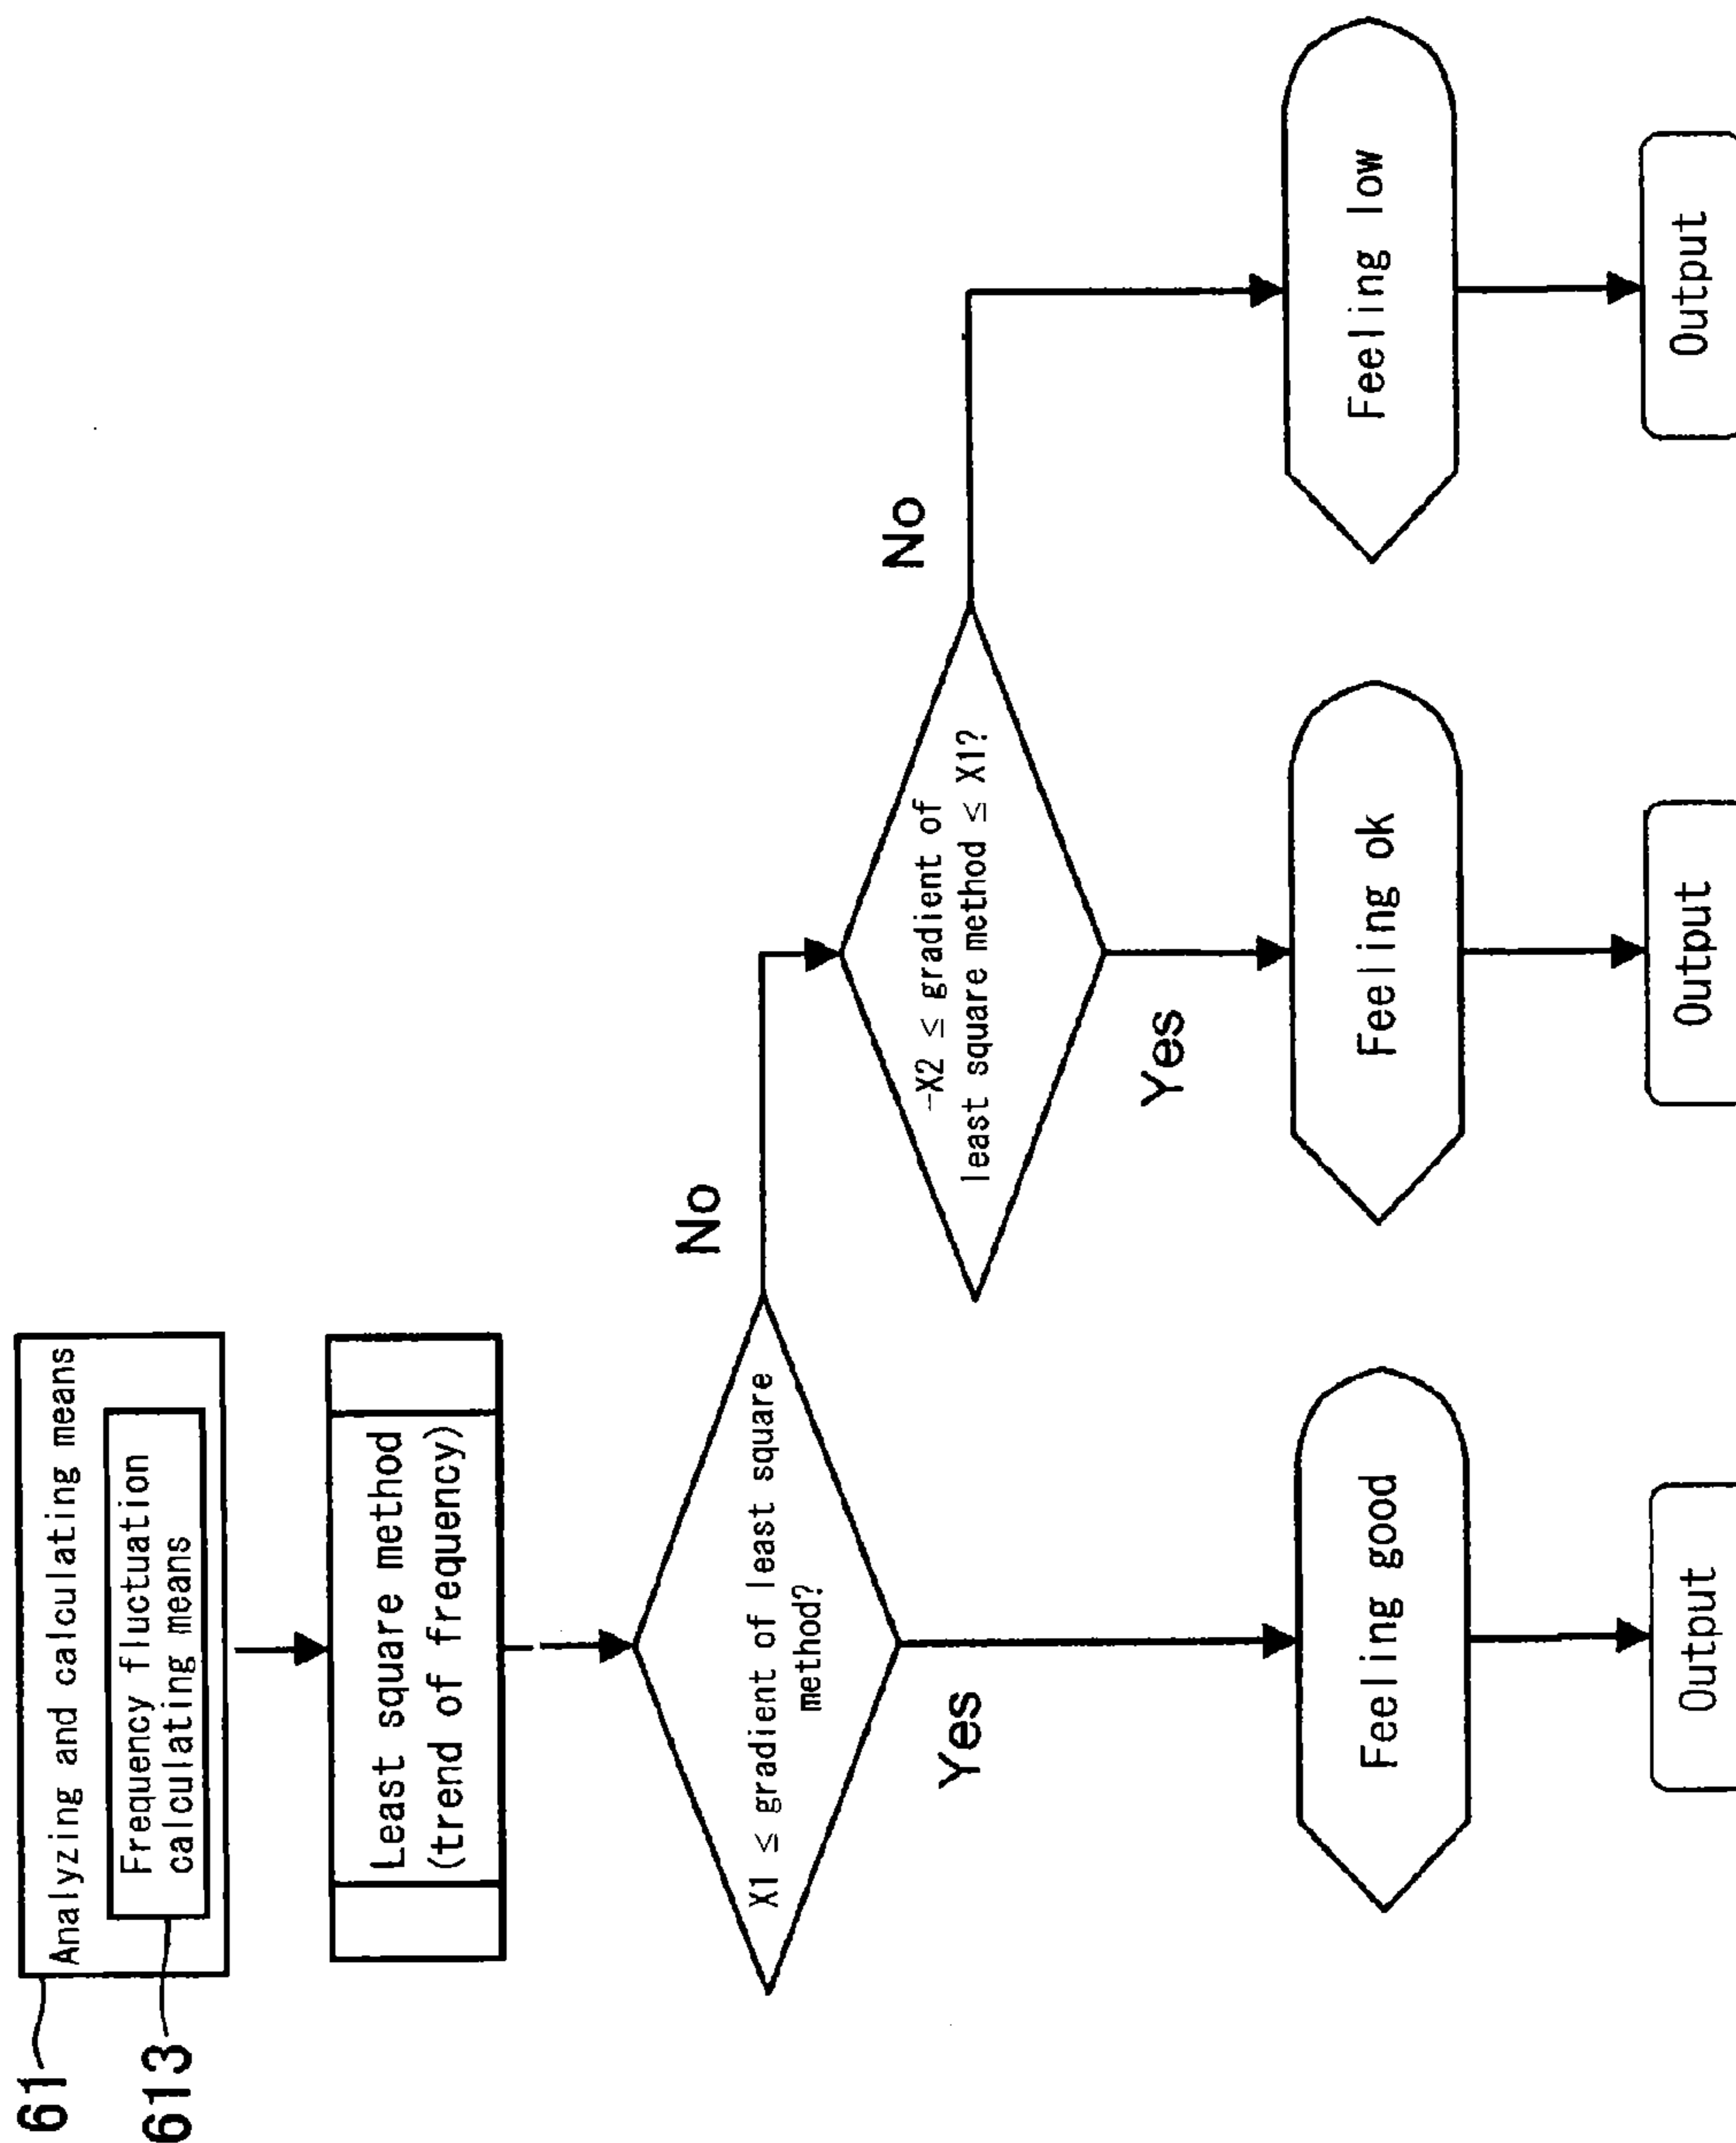 61
Analyzing and calculating means
613
Frequency fluctuation
calculating means
Least square method
(trend of frequency)
X1 ≤ gradient of least square
method?
No
Yes
-X2 ≤ gradient of
least square method ≤ X1?
No
Yes
Feeling good
Feeling ok
Feeling low
Output
Output
Output